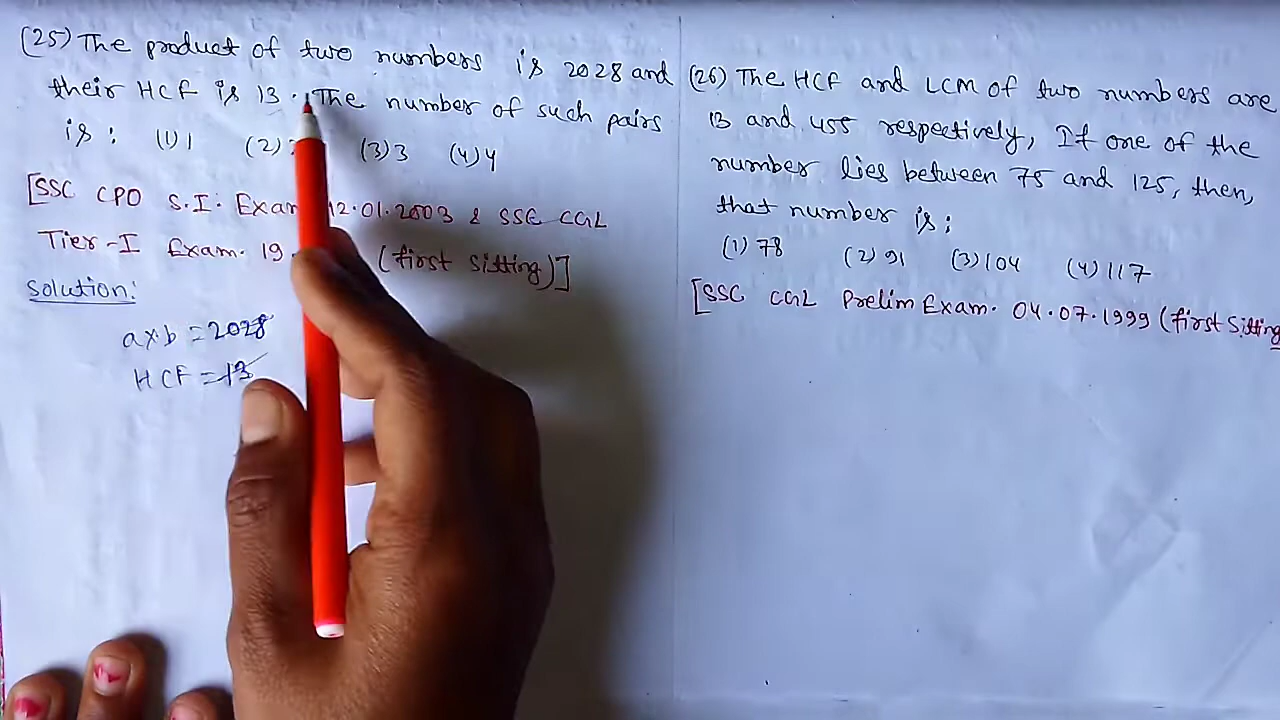 (25) The product of two numbers is 2028 and
their HCF is 13. The number of such pairs
is: (1) 1 (2) (3) 3 (4) 4
[SSC CPO S.I. Exam 12.01.2003 & SSC CGL
Tier-I Exam. 19. (first sitting)]
Solution:
a×b = 2028
HCF = 13
(26) The HCF and LCM of two numbers are
13 and 455 respectively, If one of the
number lies between 75 and 125, then,
that number is:
(1) 78 (2) 91 (3) 104 (4) 117
[SSC CGL Prelim Exam. 04.07.1999 (first sitting